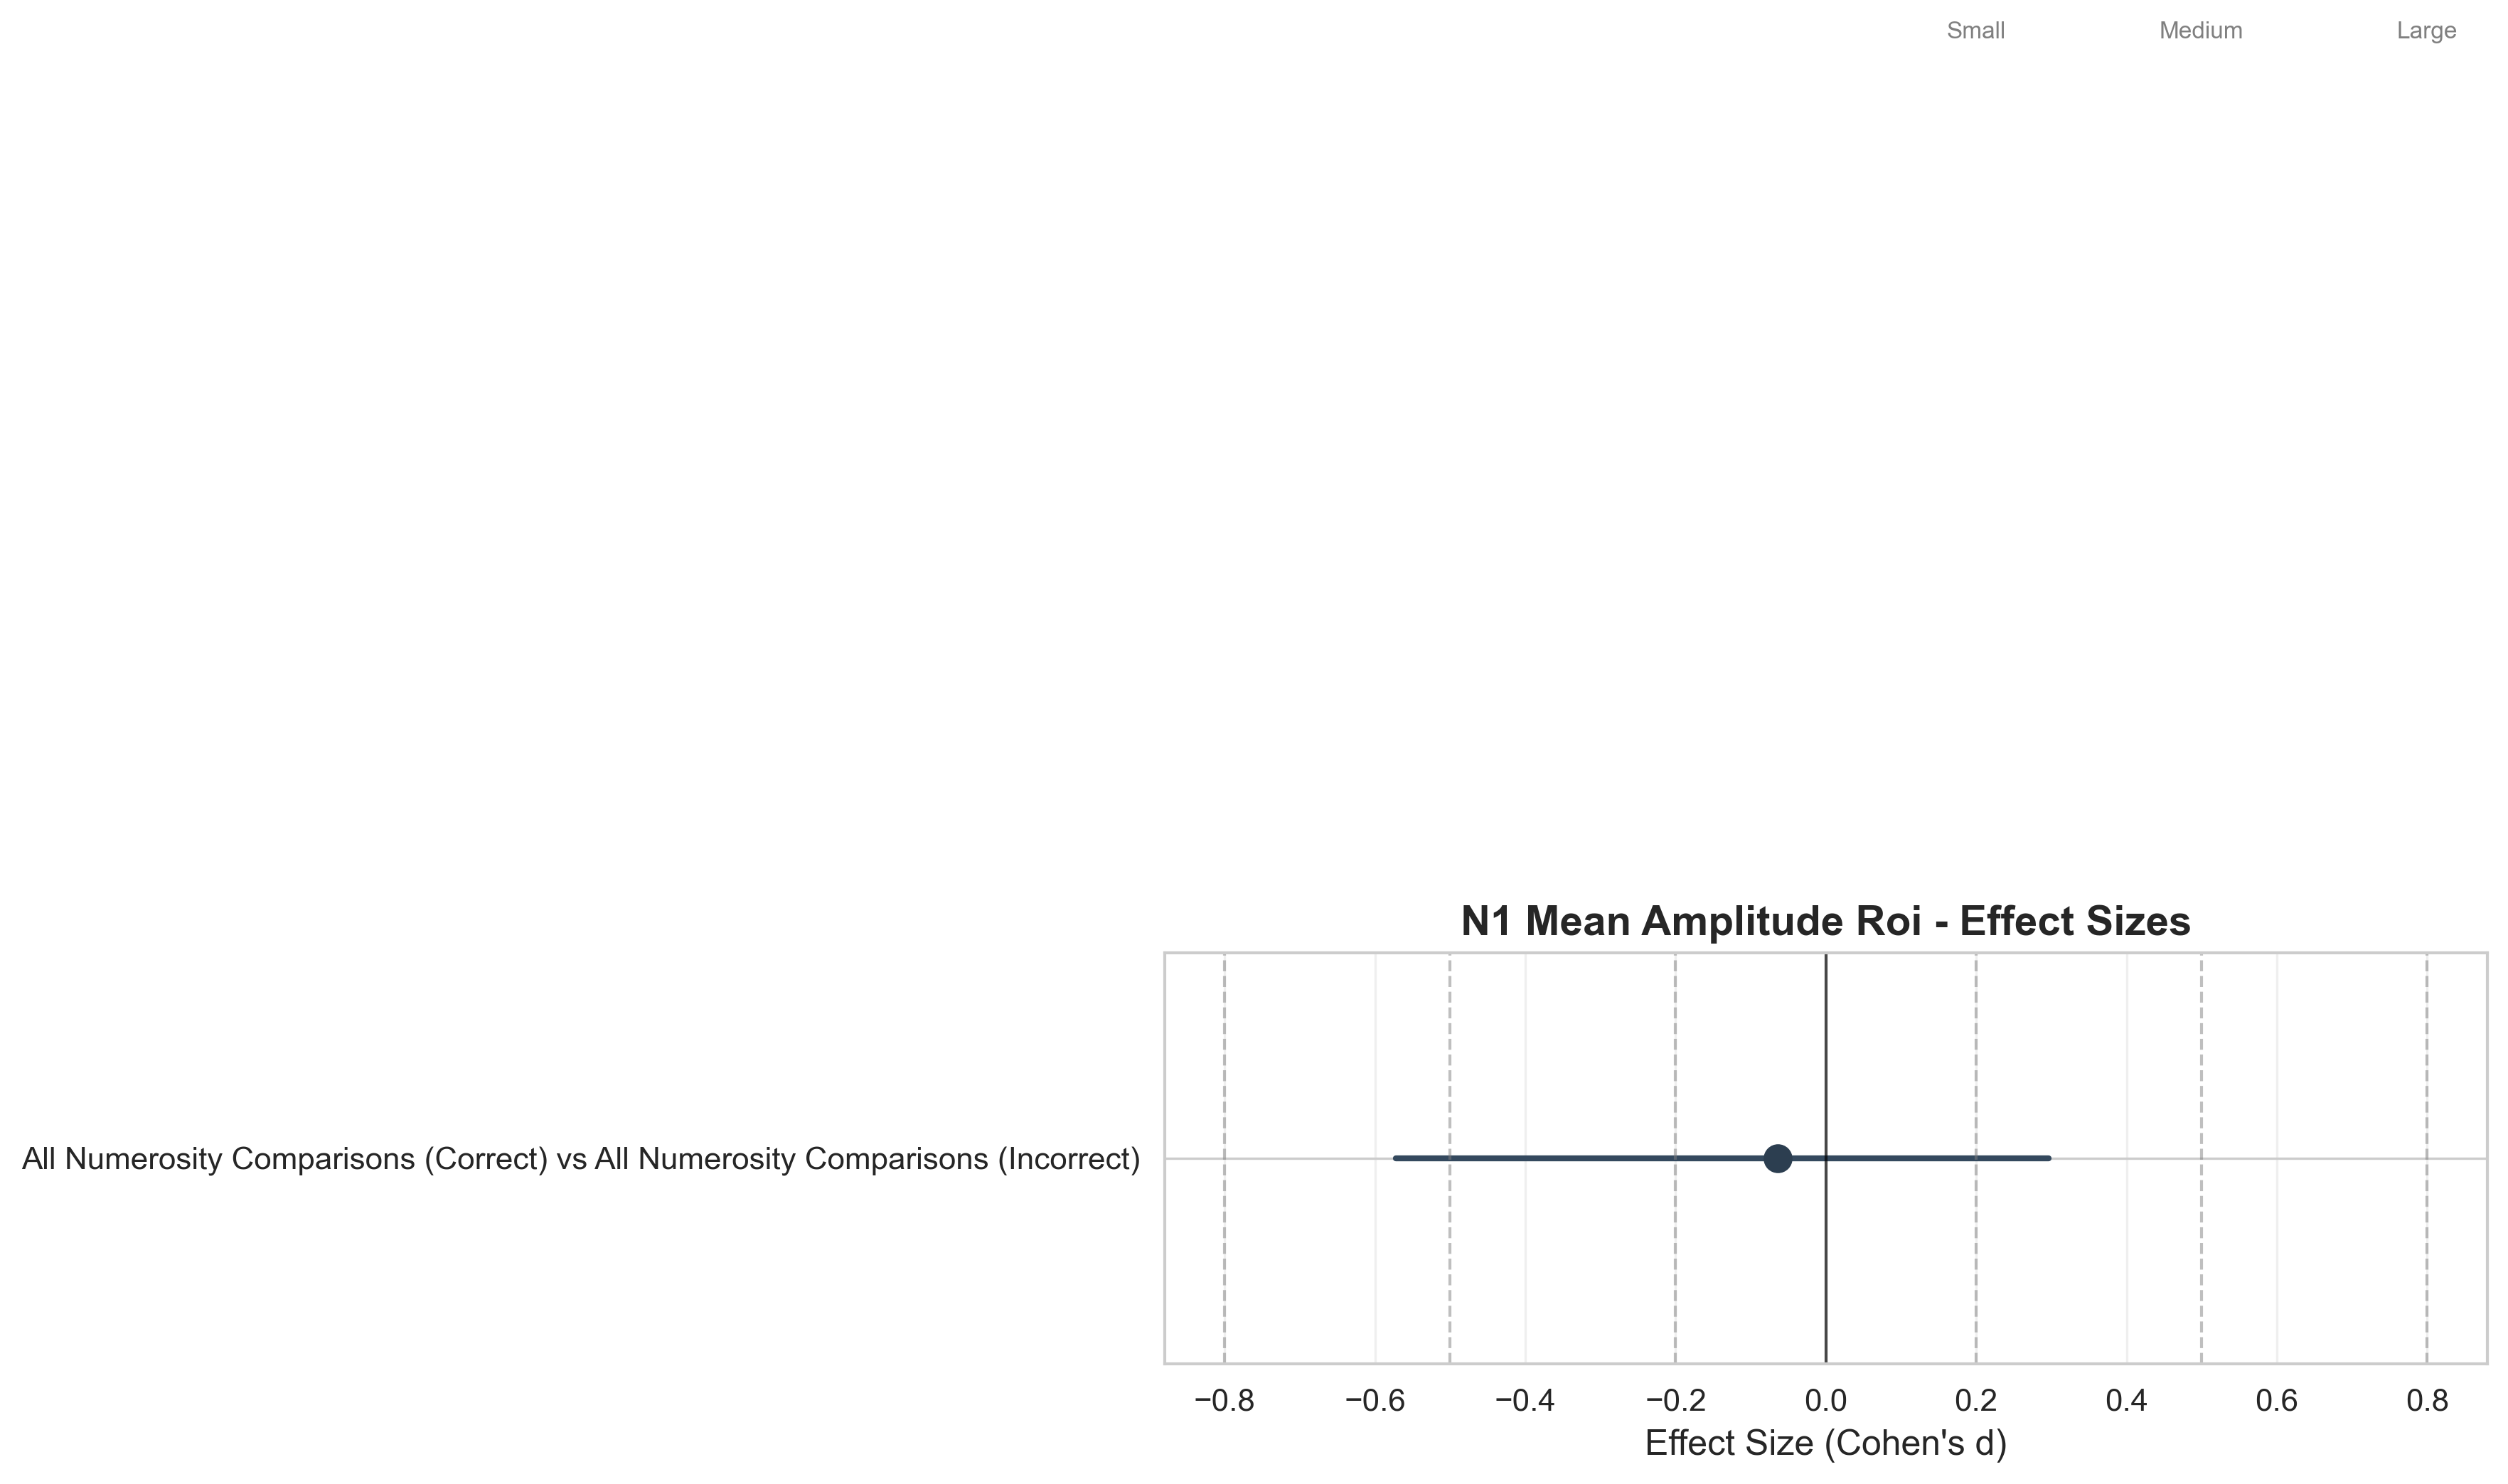 Small Medium Large
N1 Mean Amplitude Roi - Effect Sizes
All Numerosity Comparisons (Correct) vs All Numerosity Comparisons (Incorrect)
−0.8 −0.6 −0.4 −0.2 0.0 0.2 0.4 0.6 0.8
Effect Size (Cohen's d)